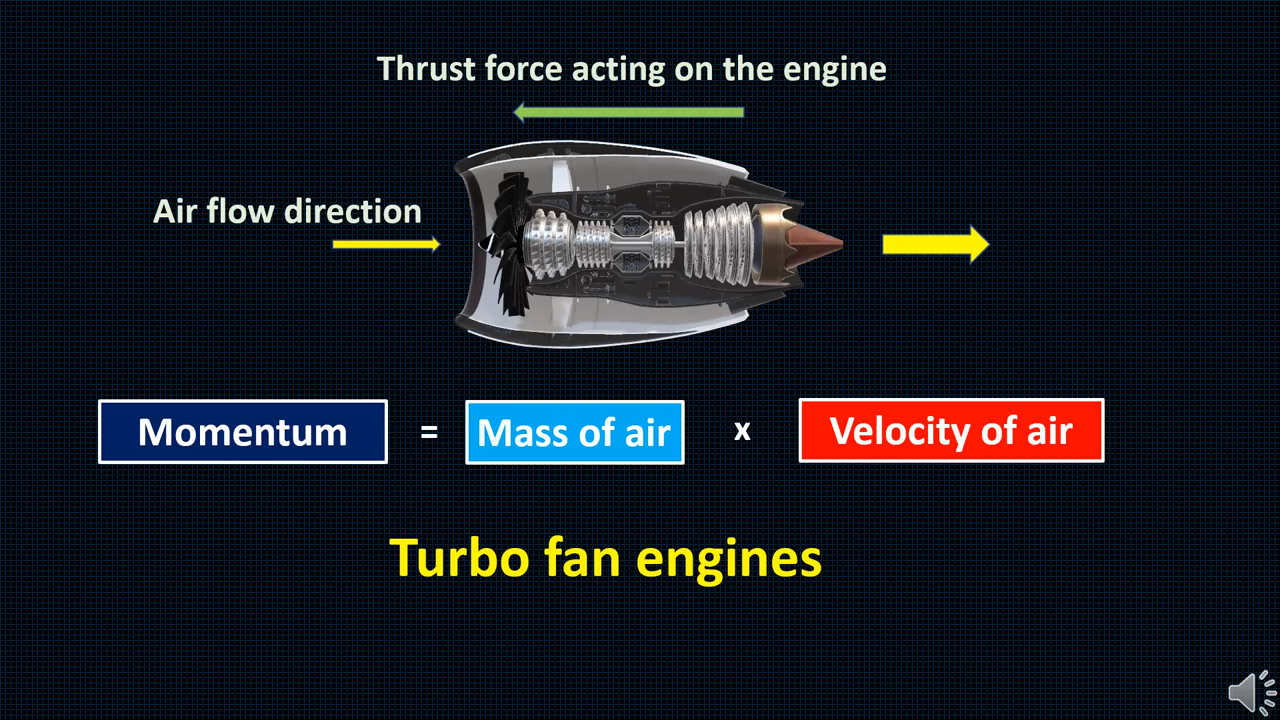 Thrust force acting on the engine
Air flow direction
Momentum = Mass of air x Velocity of air
Turbo fan engines